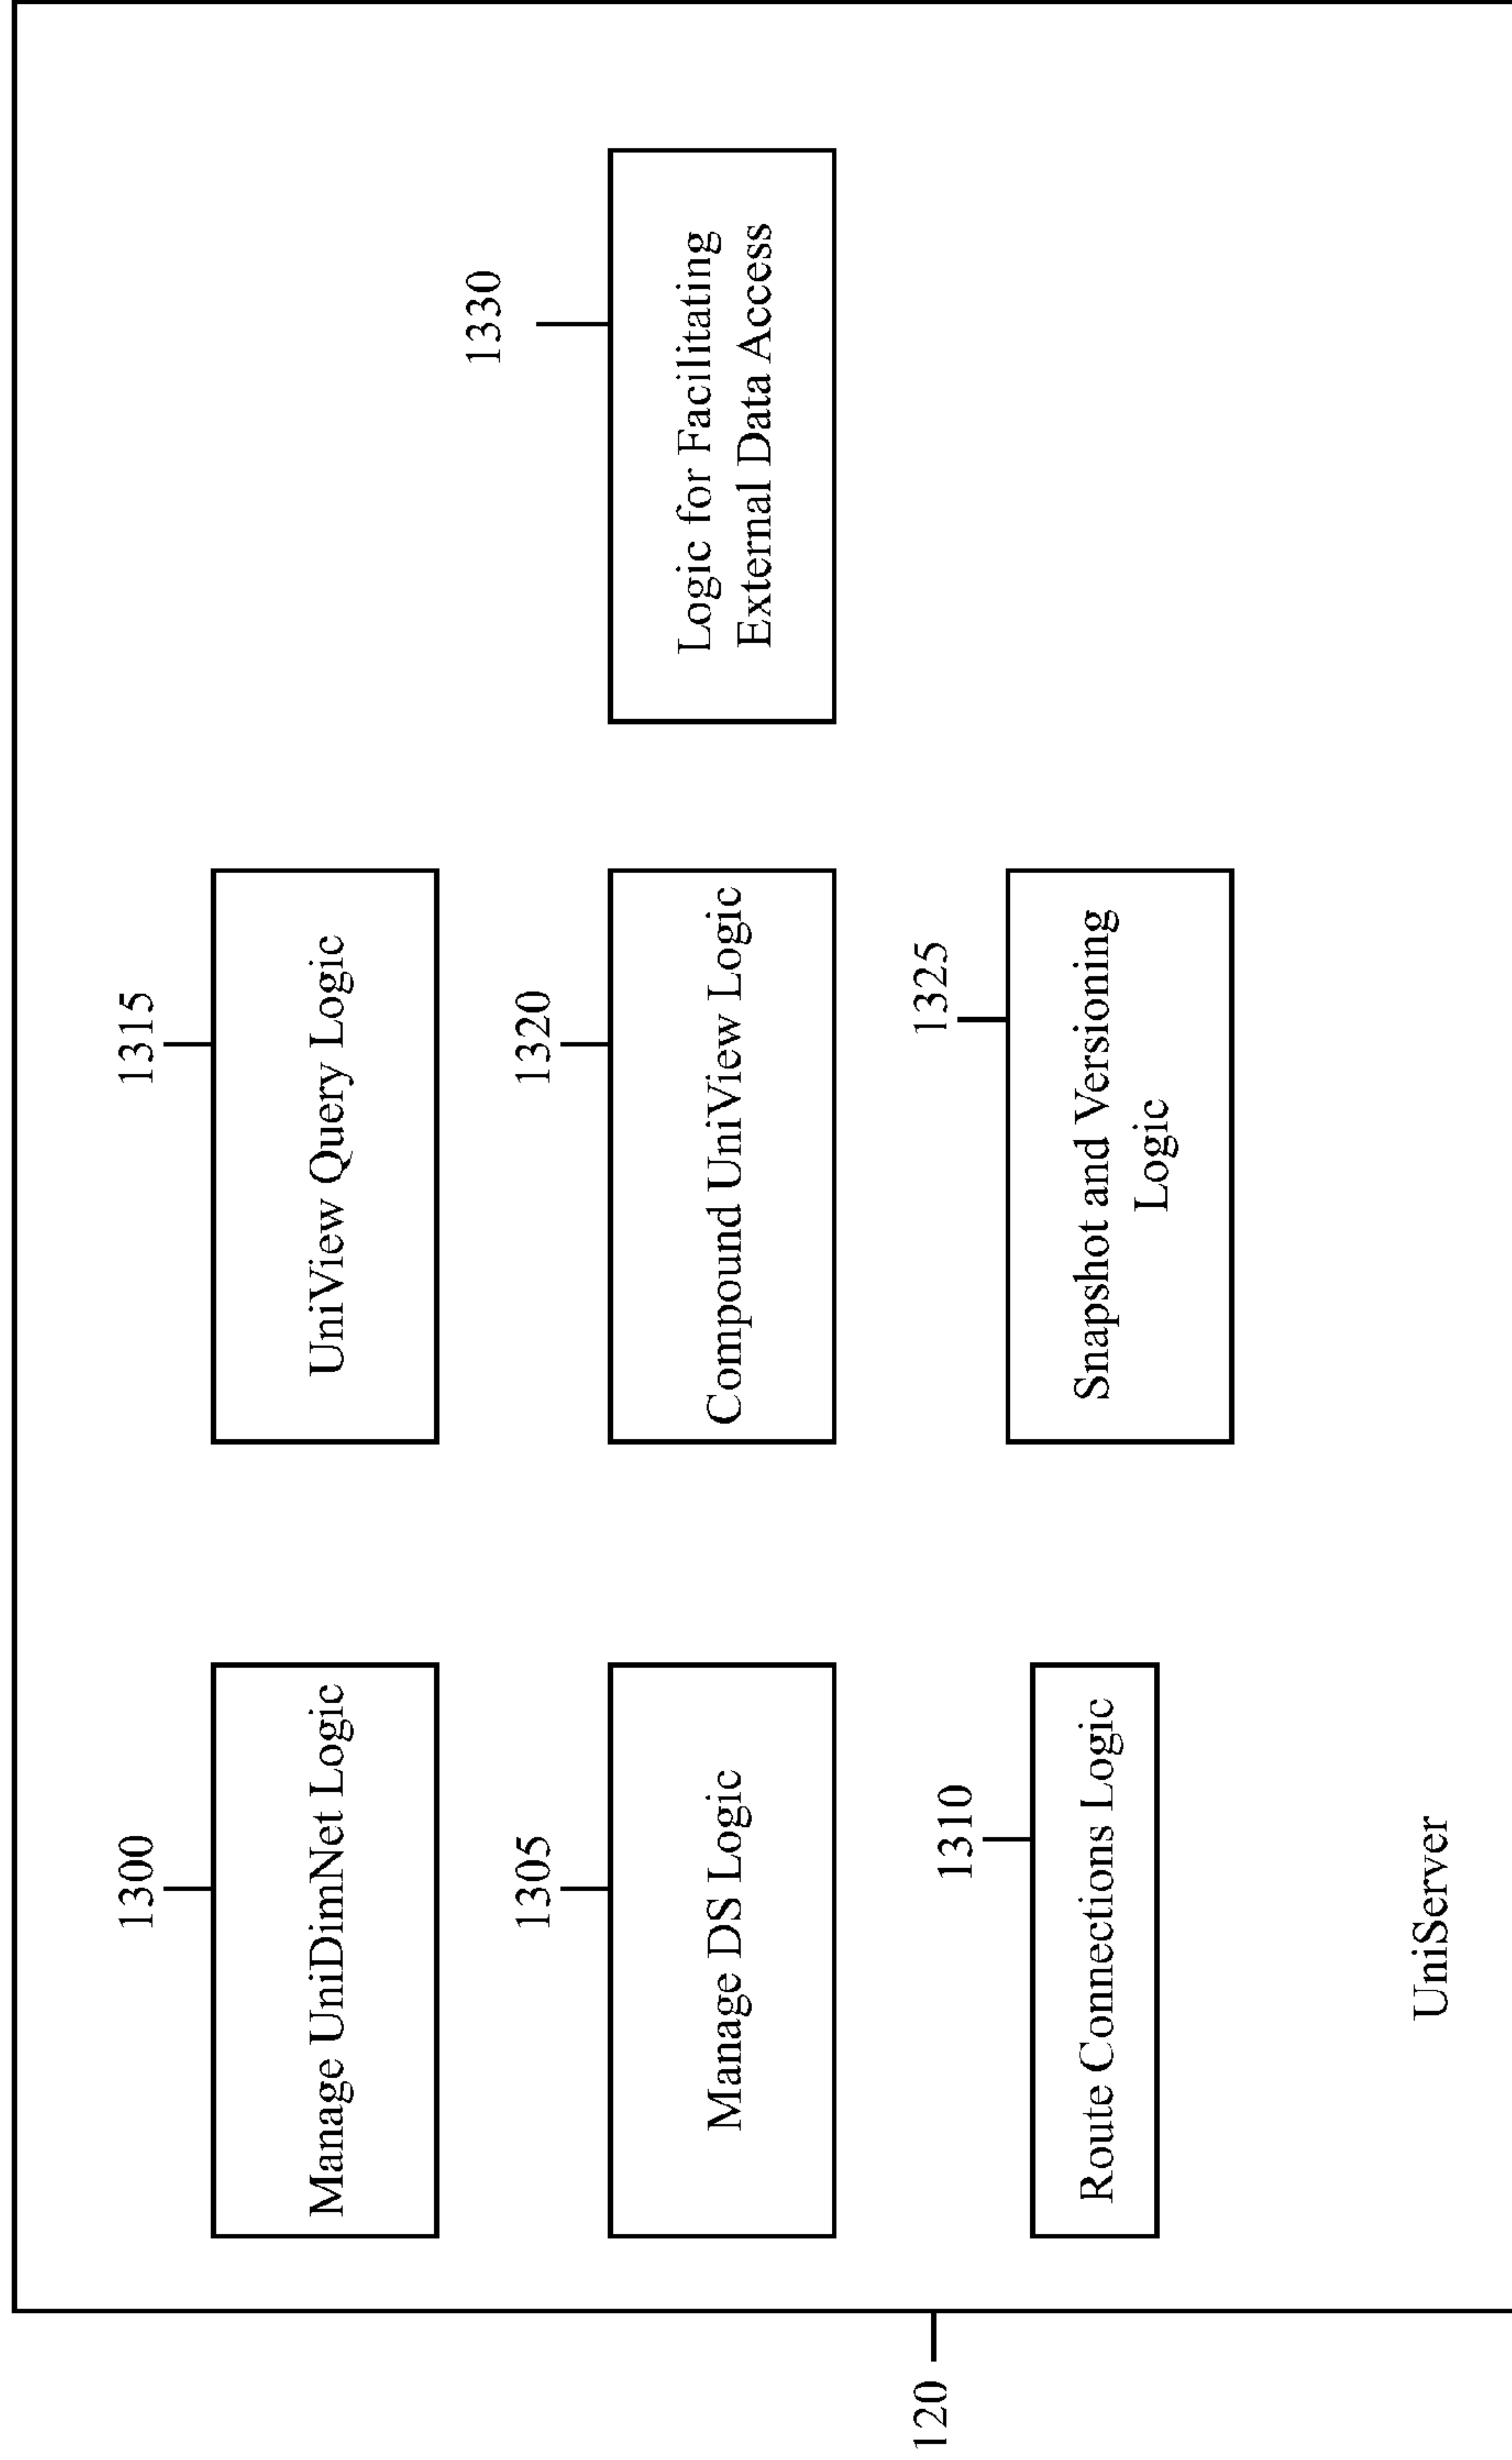 1300
Manage UniDimNet Logic
1315
UniView Query Logic
1305
Manage DS Logic
1320
Compound UniView Logic
1330
Logic for Facilitating
External Data Access
1310
Route Connections Logic
1325
Snapshot and Versioning
Logic
120
UniServer